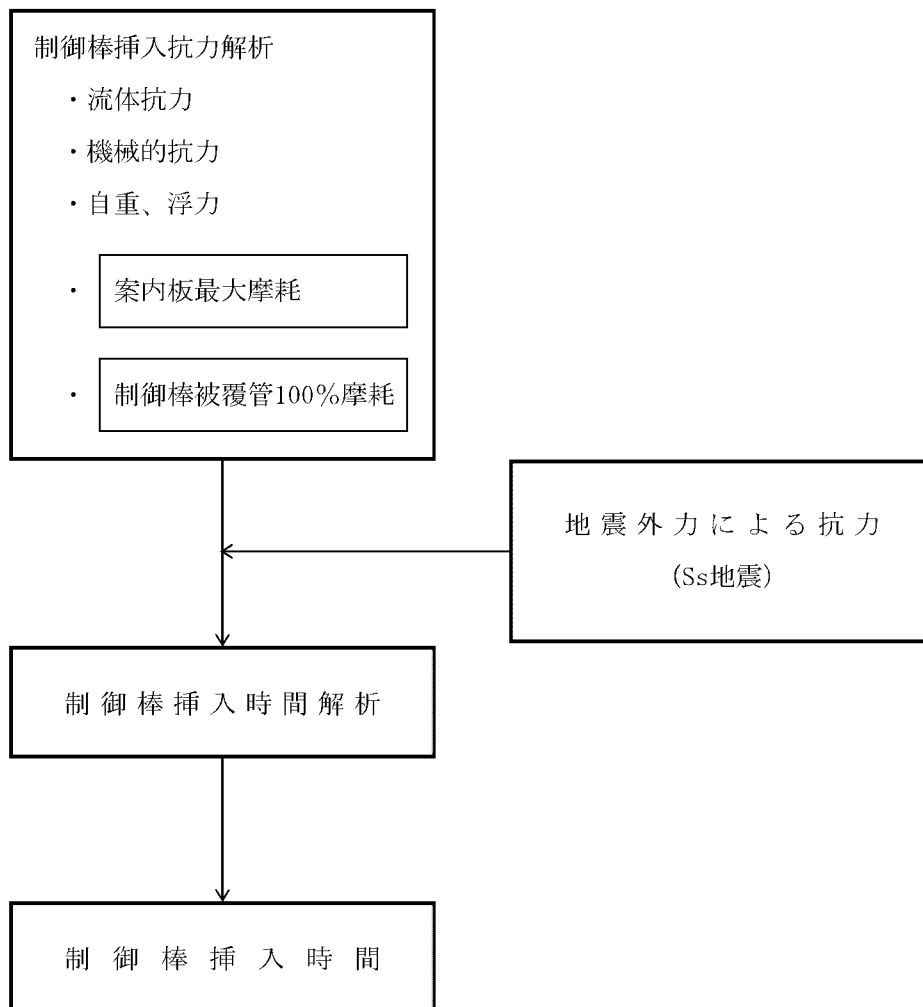 制御棒挿入抗力解析
・流体抗力
・機械的抗力
・自重、浮力
・案内板最大摩耗
・制御棒被覆管100%摩耗
地震外力による抗力
(Ss地震)
制御棒挿入時間解析
制御棒挿入時間